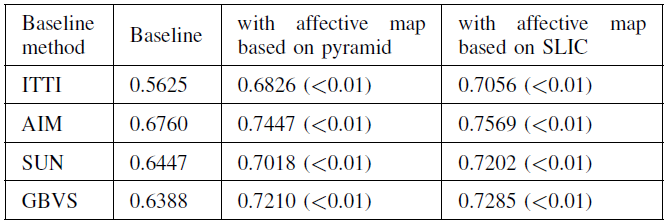 Baseline method Baseline with affective map based on pyramid with affective map based on SLIC
ITTI 0.5625 0.6826 (<0.01) 0.7056 (<0.01)
AIM 0.6760 0.7447 (<0.01) 0.7569 (<0.01)
SUN 0.6447 0.7018 (<0.01) 0.7202 (<0.01)
GBVS 0.6388 0.7210 (<0.01) 0.7285 (<0.01)